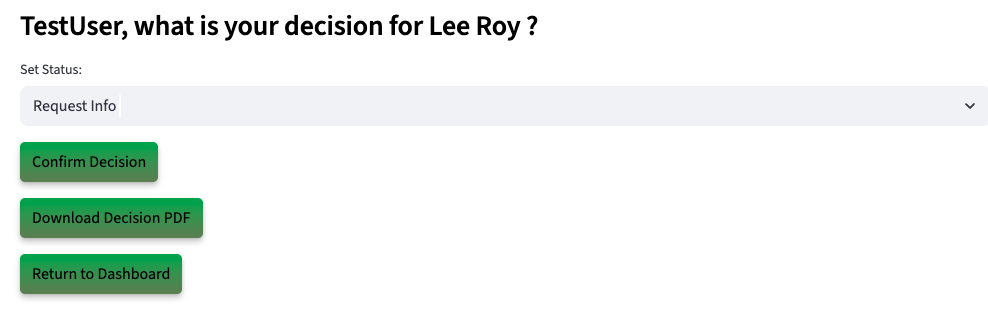 TestUser, what is your decision for Lee Roy ?
Set Status:
Request Info
Confirm Decision
Download Decision PDF
Return to Dashboard